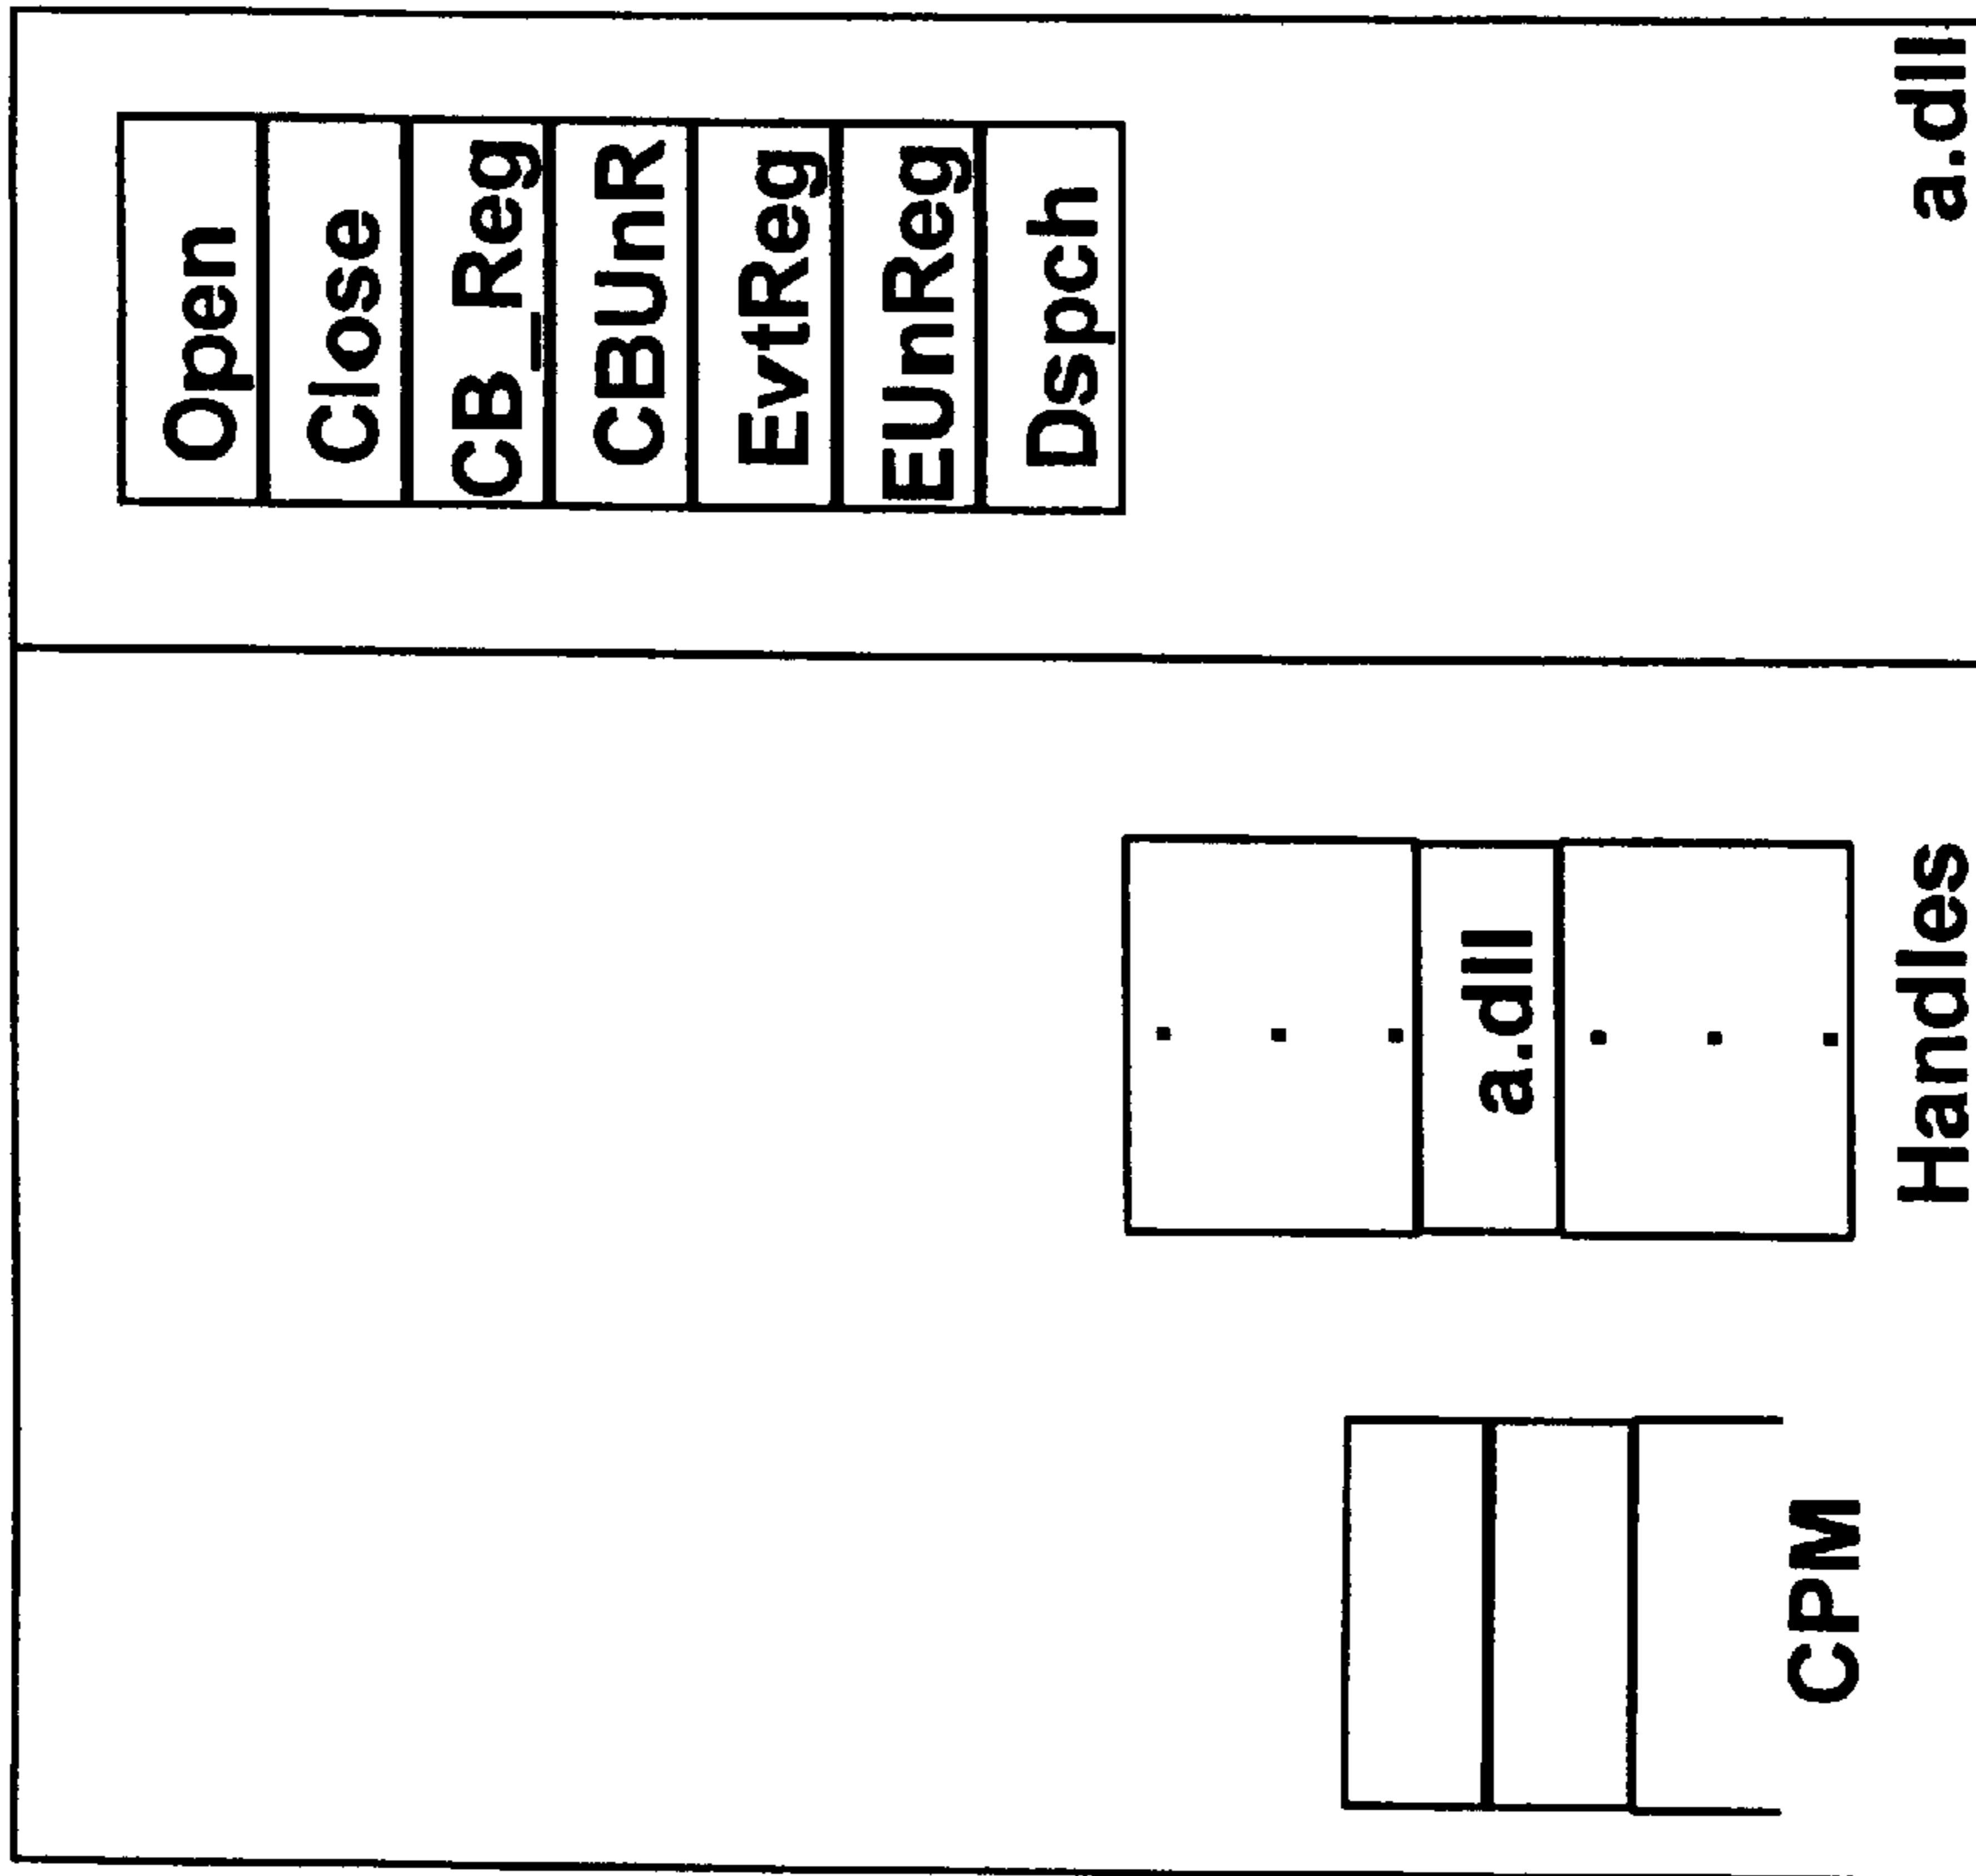 Open
Close
CB_Reg
CBUnR
EvtReg
EUnReg
Dspch
a.dll
a.dll
Handles
CPM